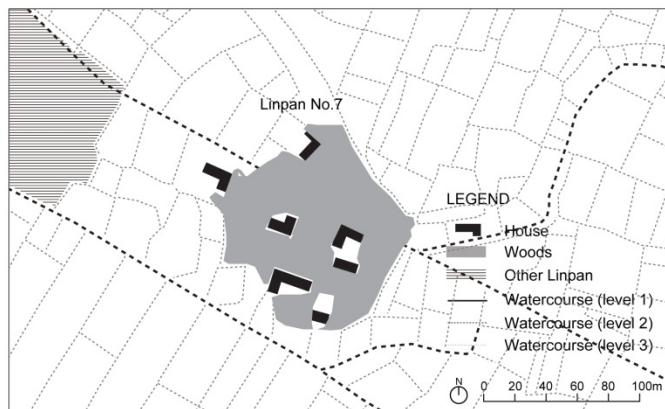 Linpan No.7
LEGEND
House
Woods
Other Linpan
Watercourse (level 1)
Watercourse (level 2)
Watercourse (level 3)
N
0 20 40 60 80 100m